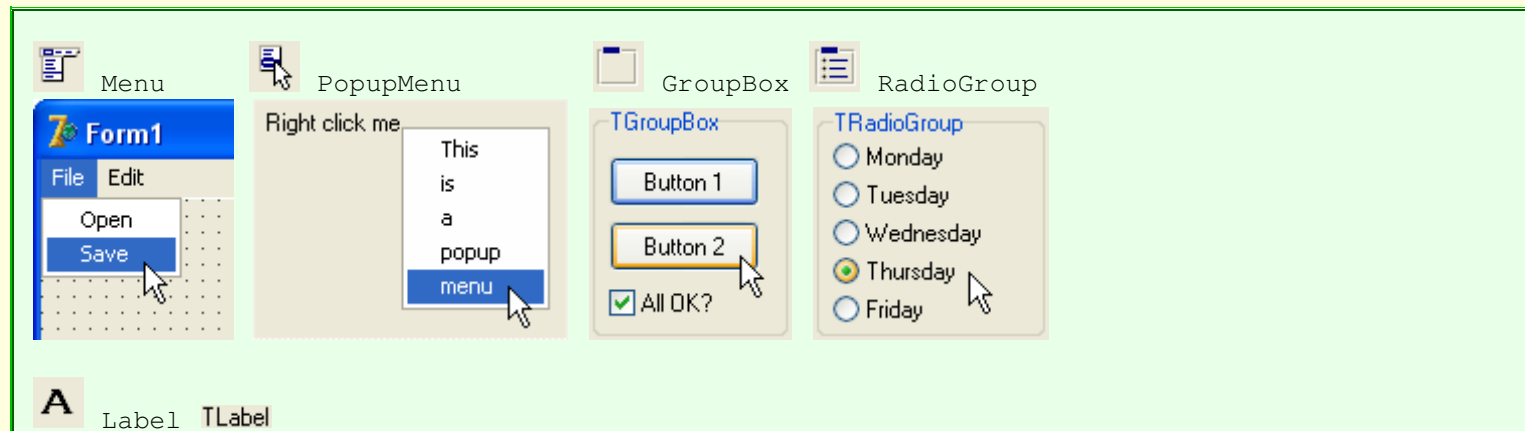 Menu PopupMenu GroupBox RadioGroup
Form1
File Edit
Open
Save
Right click me
This
is
a
popup
menu
TGroupBox
Button 1
Button 2
All OK?
TRadioGroup
Monday
Tuesday
Wednesday
Thursday
Friday
A Label TLabel